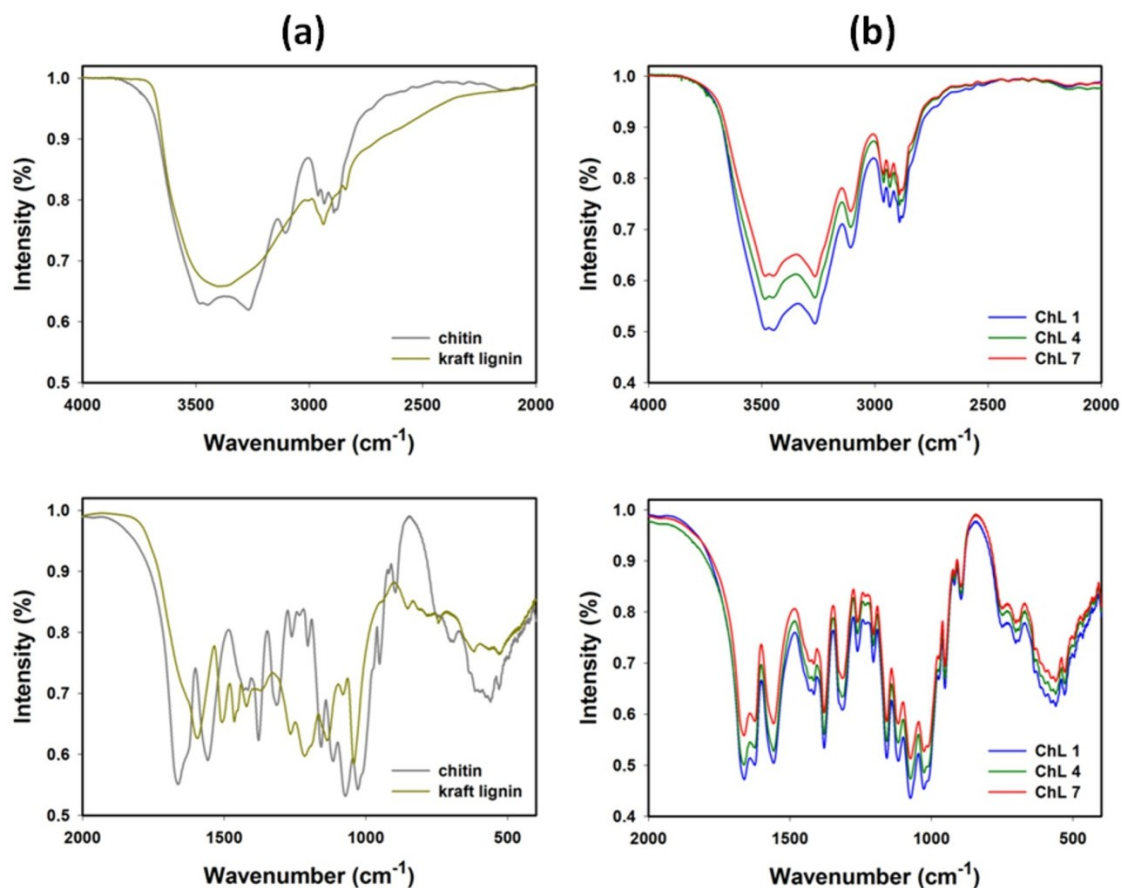 (a)
(b)
Intensity (%)
1.0
0.9
0.8
0.7
0.6
0.5
chitin
kraft lignin
4000 3500 3000 2500 2000
Wavenumber (cm-1)
Intensity (%)
1.0
0.9
0.8
0.7
0.6
0.5
0.4
ChL 1
ChL 4
ChL 7
4000 3500 3000 2500 2000
Wavenumber (cm-1)
Intensity (%)
1.0
0.9
0.8
0.7
0.6
0.5
chitin
kraft lignin
2000 1500 1000 500
Wavenumber (cm-1)
Intensity (%)
1.0
0.9
0.8
0.7
0.6
0.5
0.4
ChL 1
ChL 4
ChL 7
2000 1500 1000 500
Wavenumber (cm-1)